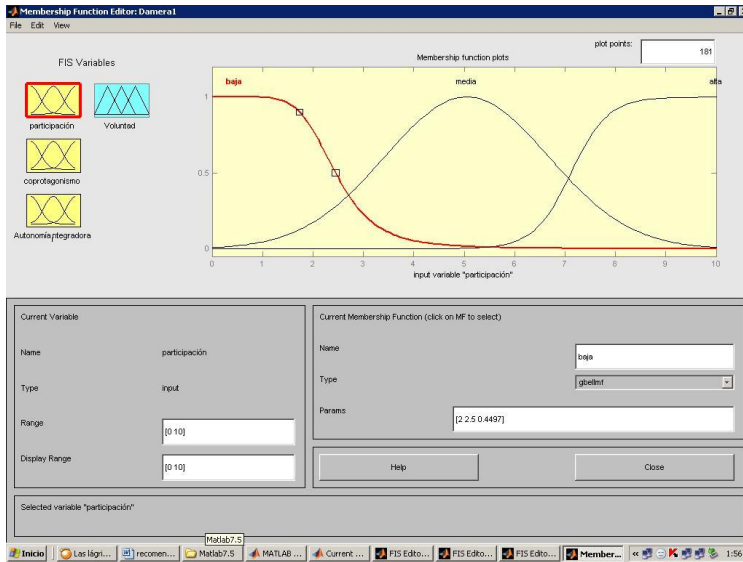 Membership Function Editor: Damera1
File Edit View
FIS Variables
participación
Voluntad
coprotagonismo
Autonomía
plot points:
181
Membership function plots
baja
media
alta
1
0.5
0
0 1 2 3 4 5 6 7 8 9 10
input variable "participación"
Current Variable
Name participación
Type input
Range [0 10]
Display Range [0 10]
Current Membership Function (click on MF to select)
Name baja
Type gbellmf
Params [2 2.5 0.4497]
Help
Close
Selected variable "participación"
Matlab7.5
Inicio
Las lágri...
recomen...
Matlab7.5
MATLAB ...
Current ...
FIS Edito...
FIS Edito...
FIS Edito...
Member...
1:56